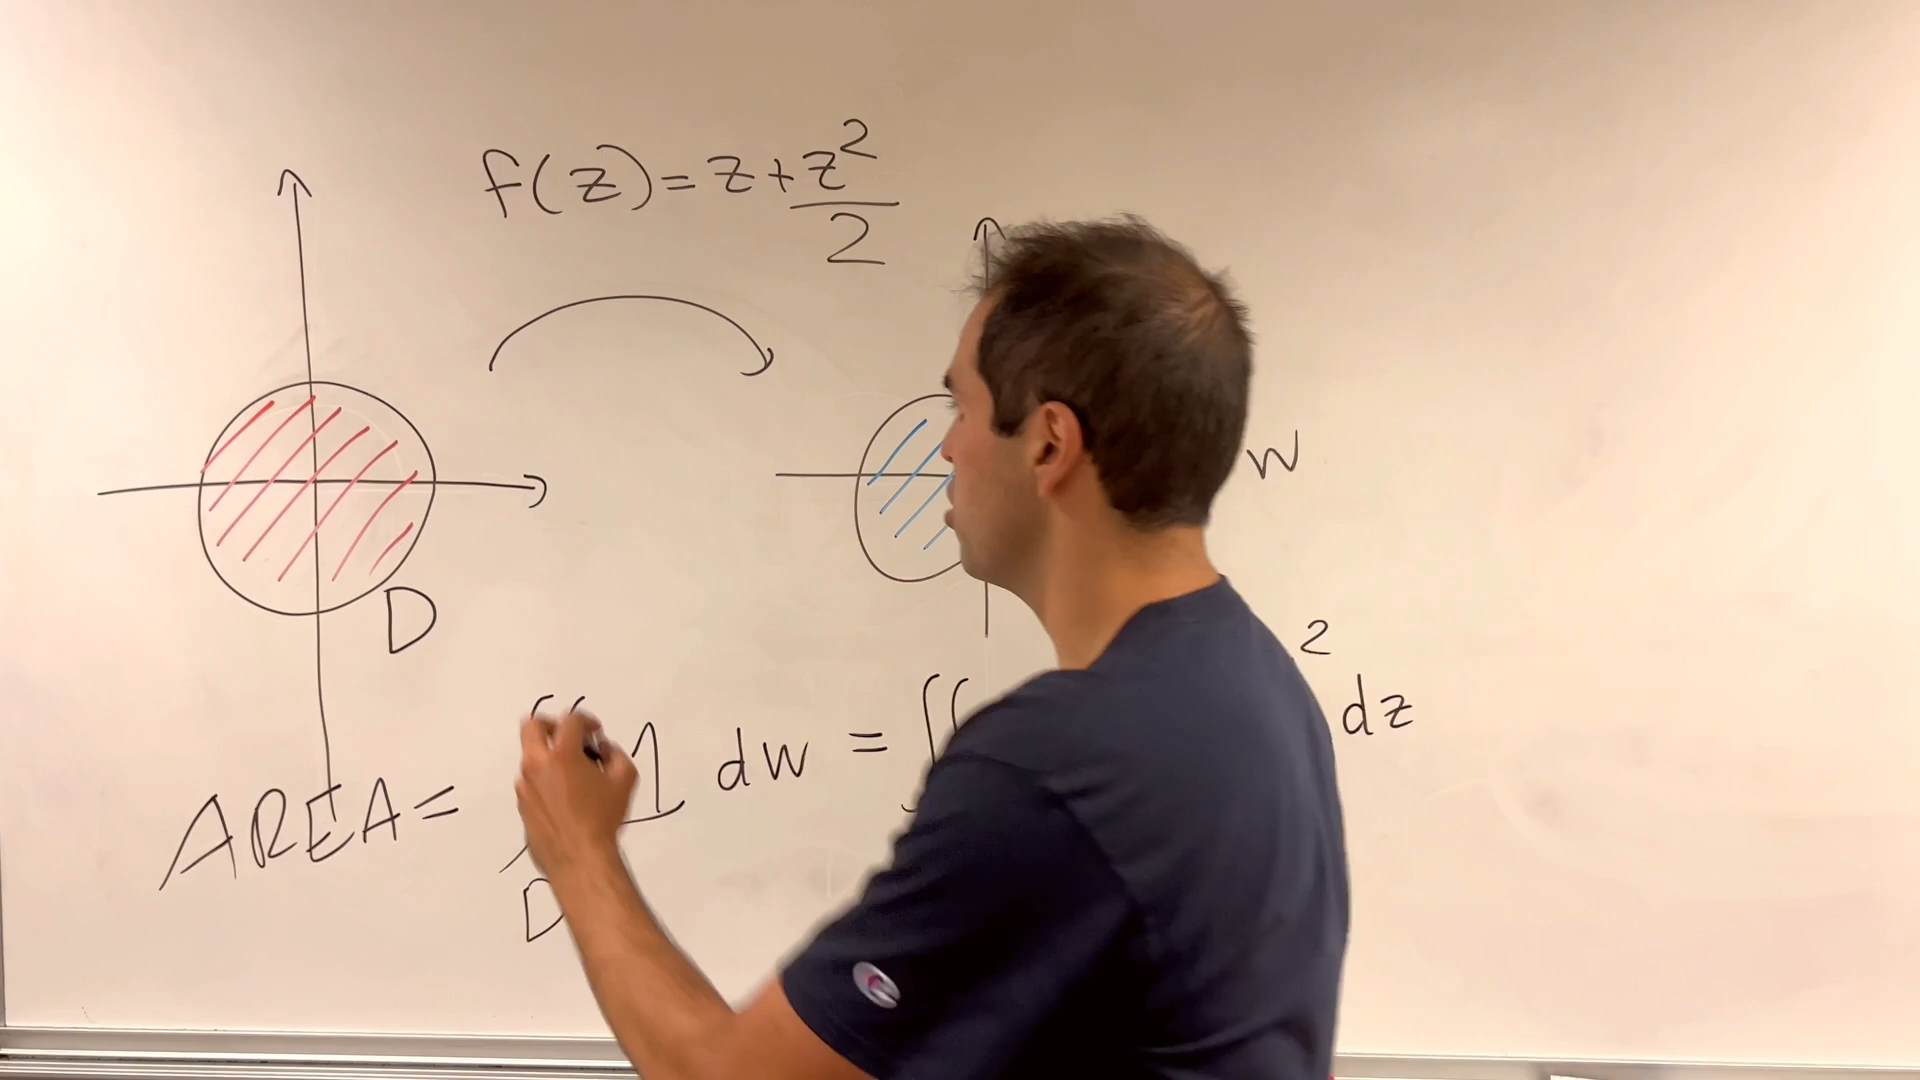 f(z) = z + z²/2
w
D
AREA = ∬ 1 dw = ∬ ² dz
D